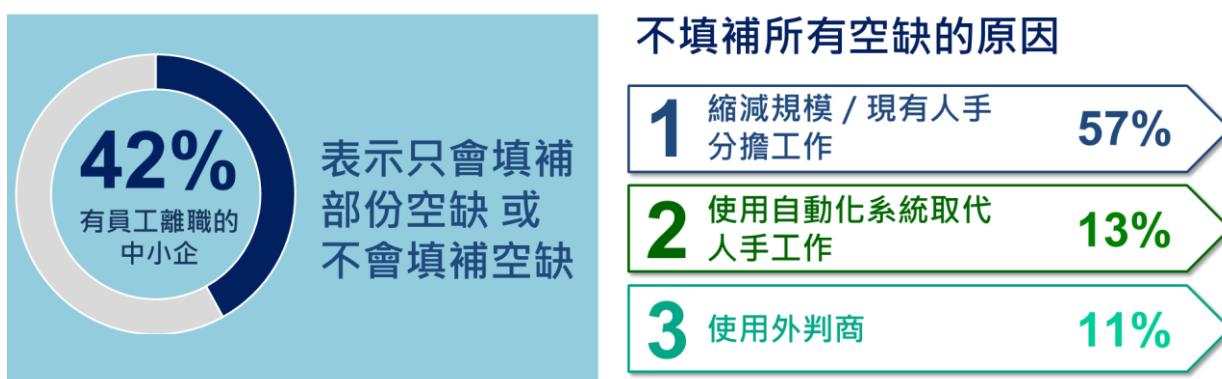 42%
有員工離職的
中小企
表示只會填補
部份空缺 或
不會填補空缺
不填補所有空缺的原因
1
縮減規模 / 現有人手
分擔工作
57%
2
使用自動化系統取代
人手工作
13%
3
使用外判商
11%